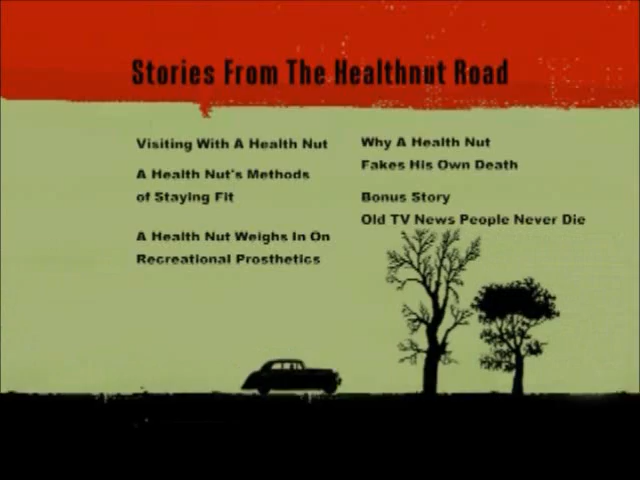 Stories From The Healthnut Road
Visiting With A Health Nut
A Health Nut's Methods
of Staying Fit
A Health Nut Weighs In On
Recreational Prosthetics
Why A Health Nut
Fakes His Own Death
Bonus Story
Old TV News People Never Die